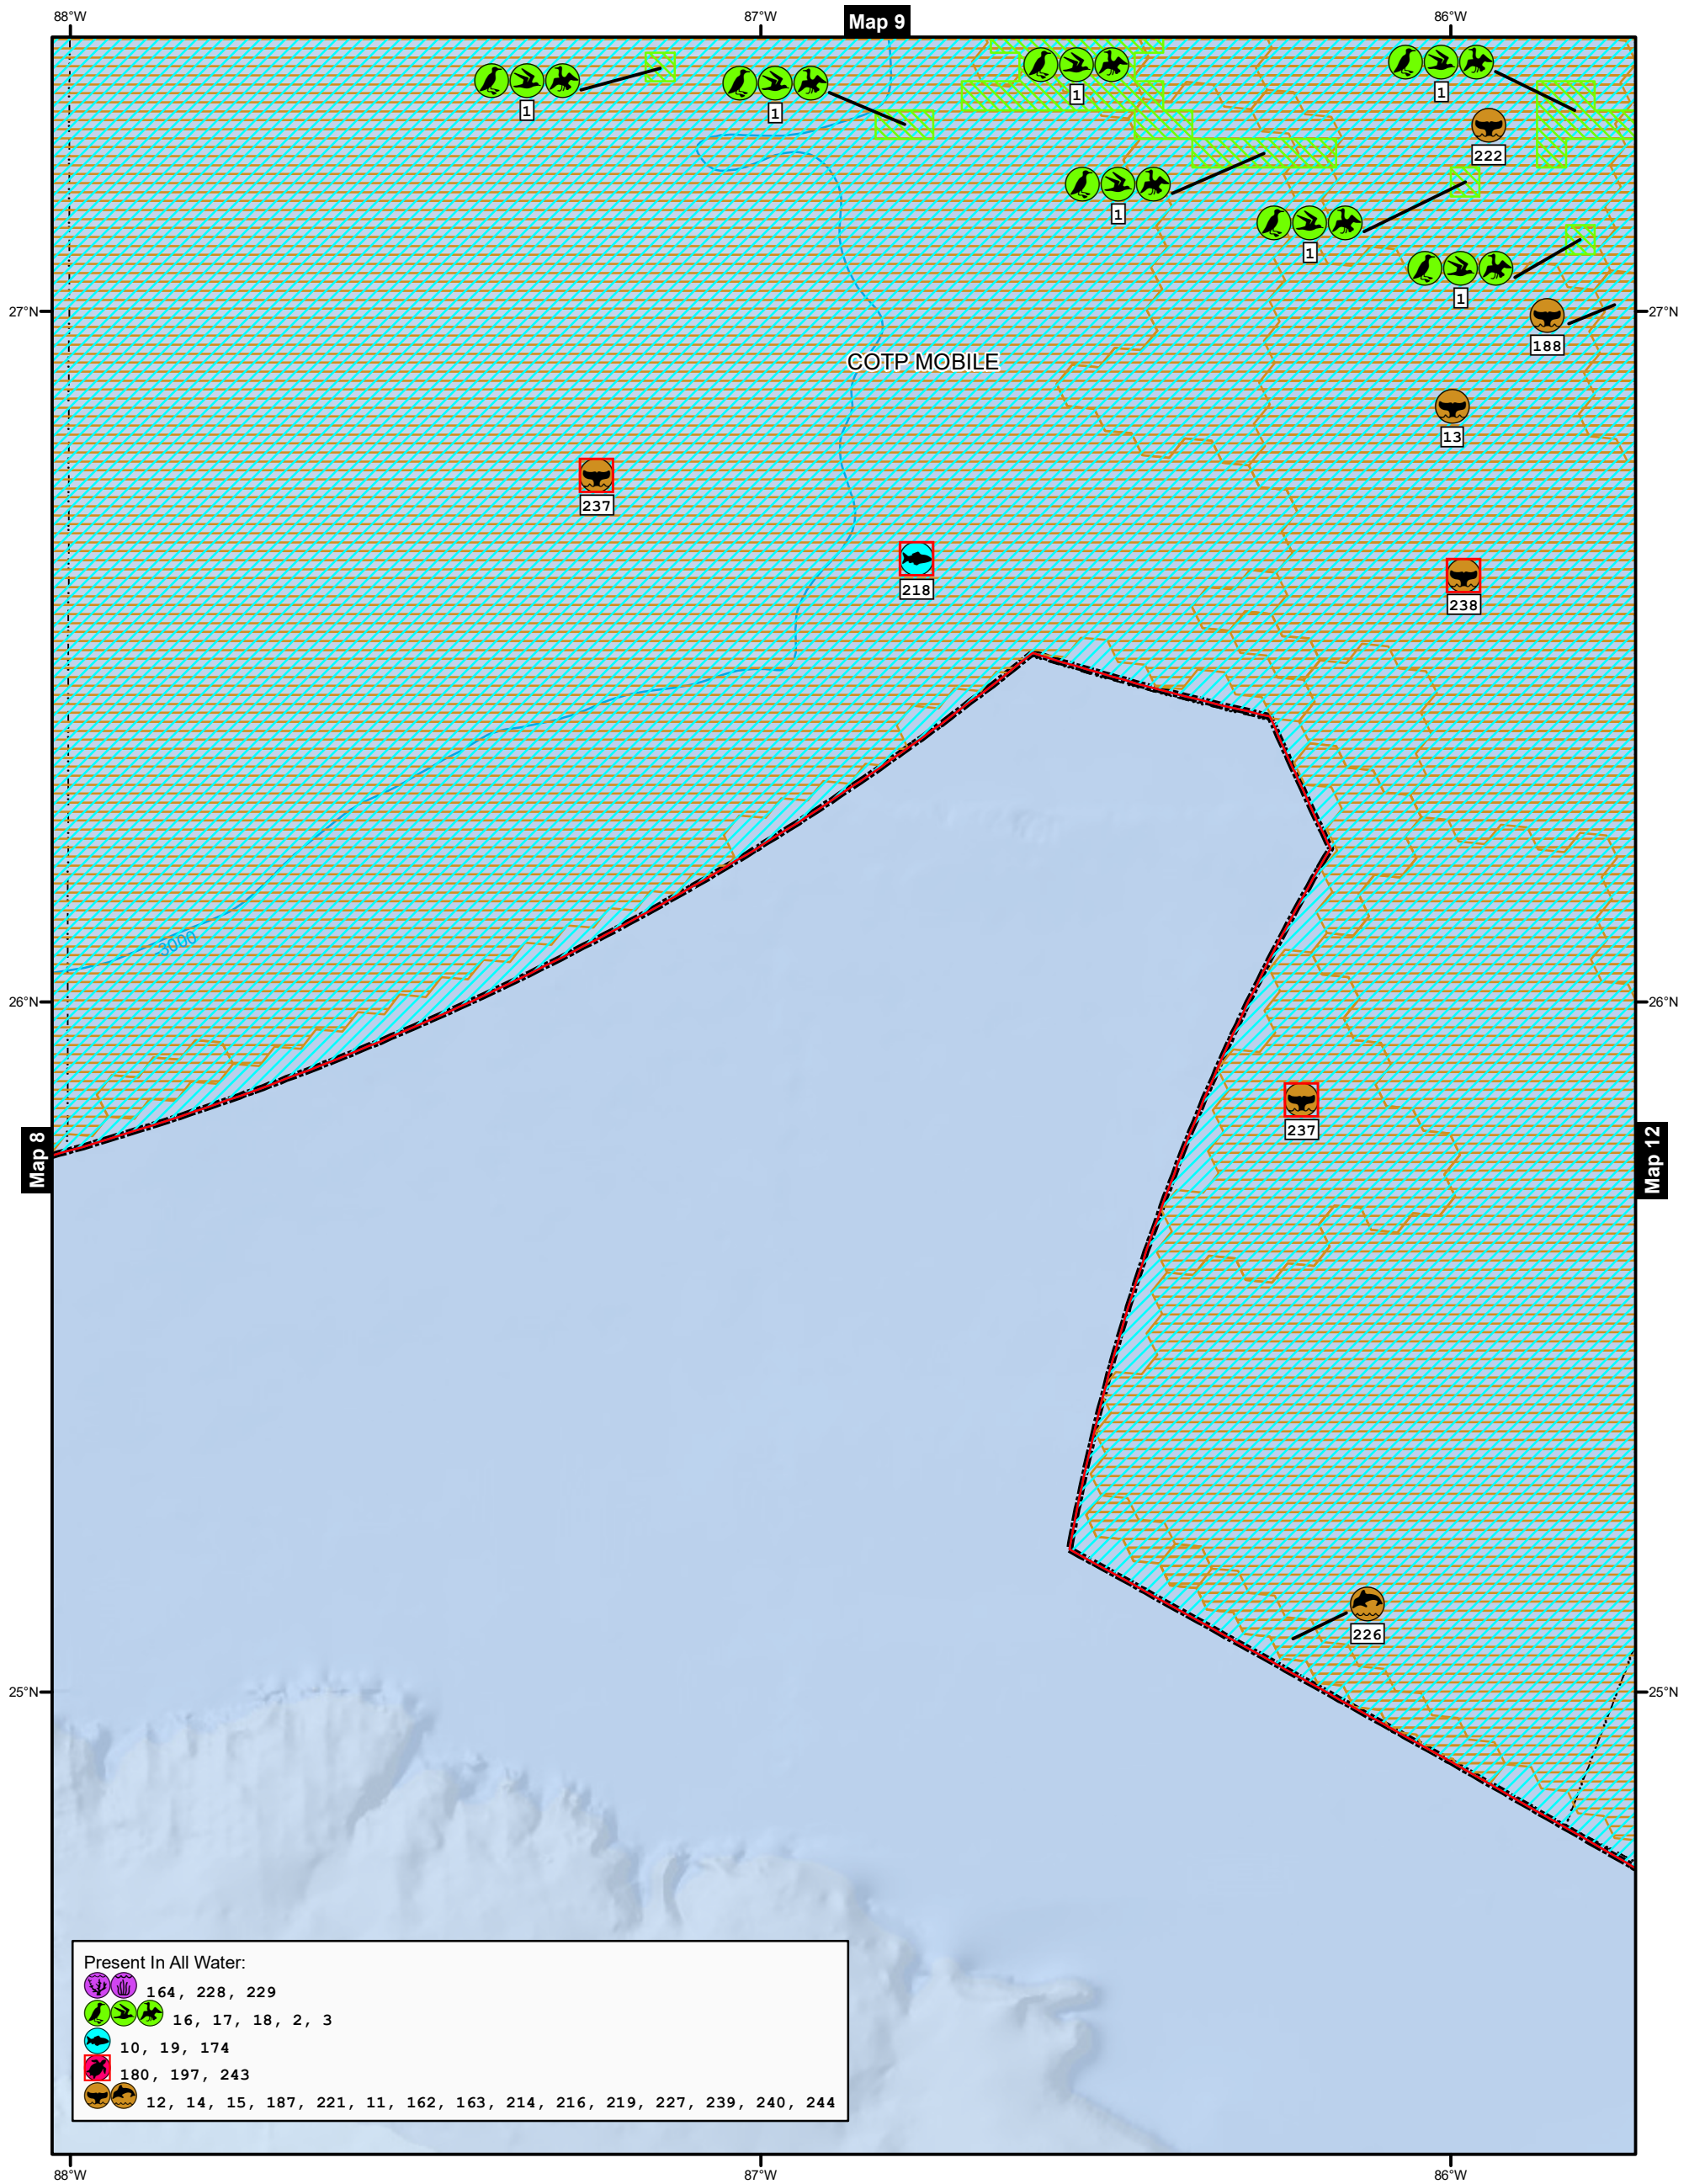 88°W
87°W
Map 9
86°W
1
1
1
1
222
1
1
1
27°N
27°N
188
COTP MOBILE
13
237
218
238
3000
26°N
26°N
237
Map 8
Map 12
226
25°N
25°N
Present In All Water:
164, 228, 229
16, 17, 18, 2, 3
10, 19, 174
180, 197, 243
12, 14, 15, 187, 221, 11, 162, 163, 214, 216, 219, 227, 239, 240, 244
88°W
87°W
86°W